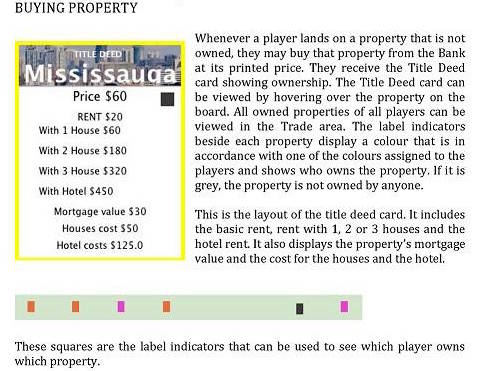 BUYING PROPERTY
Whenever a player lands on a property that is not
owned, they may buy that property from the Bank
at its printed price. They receive the Title Deed
card showing ownership. The Title Deed card can
be viewed by hovering over the property on the
board. All owned properties of all players can be
viewed in the Trade area. The label indicators
beside each property display a colour that is in
accordance with one of the colours assigned to the
players and shows who owns the property. If it is
grey, the property is not owned by anyone.
TITLE DEED
Mississauga
Price $60
RENT $20
With 1 House $60
With 2 House $180
With 3 House $320
With Hotel $450
Mortgage value $30
Houses cost $50
Hotel costs $125.0
This is the layout of the title deed card. It includes
the basic rent, rent with 1, 2 or 3 houses and the
hotel rent. It also displays the property's mortgage
value and the cost for the houses and the hotel.
These squares are the label indicators that can be used to see which player owns
which property.